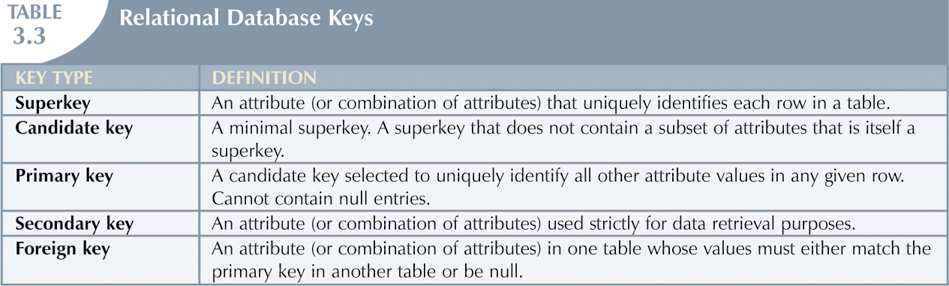 TABLE
3.3
Relational Database Keys
KEY TYPE DEFINITION
Superkey An attribute (or combination of attributes) that uniquely identifies each row in a table.
Candidate key A minimal superkey. A superkey that does not contain a subset of attributes that is itself a
superkey.
Primary key A candidate key selected to uniquely identify all other attribute values in any given row.
Cannot contain null entries.
Secondary key An attribute (or combination of attributes) used strictly for data retrieval purposes.
Foreign key An attribute (or combination of attributes) in one table whose values must either match the
primary key in another table or be null.